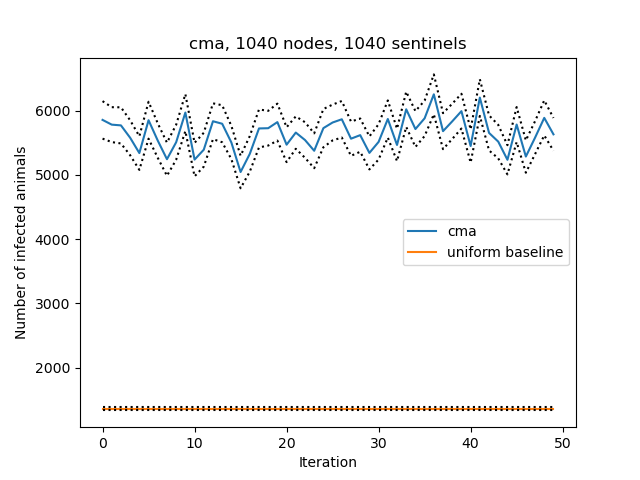 cma, 1040 nodes, 1040 sentinels
Number of infected animals
6000
5000
4000
3000
2000
cma
uniform baseline
0
10
20
30
40
50
Iteration